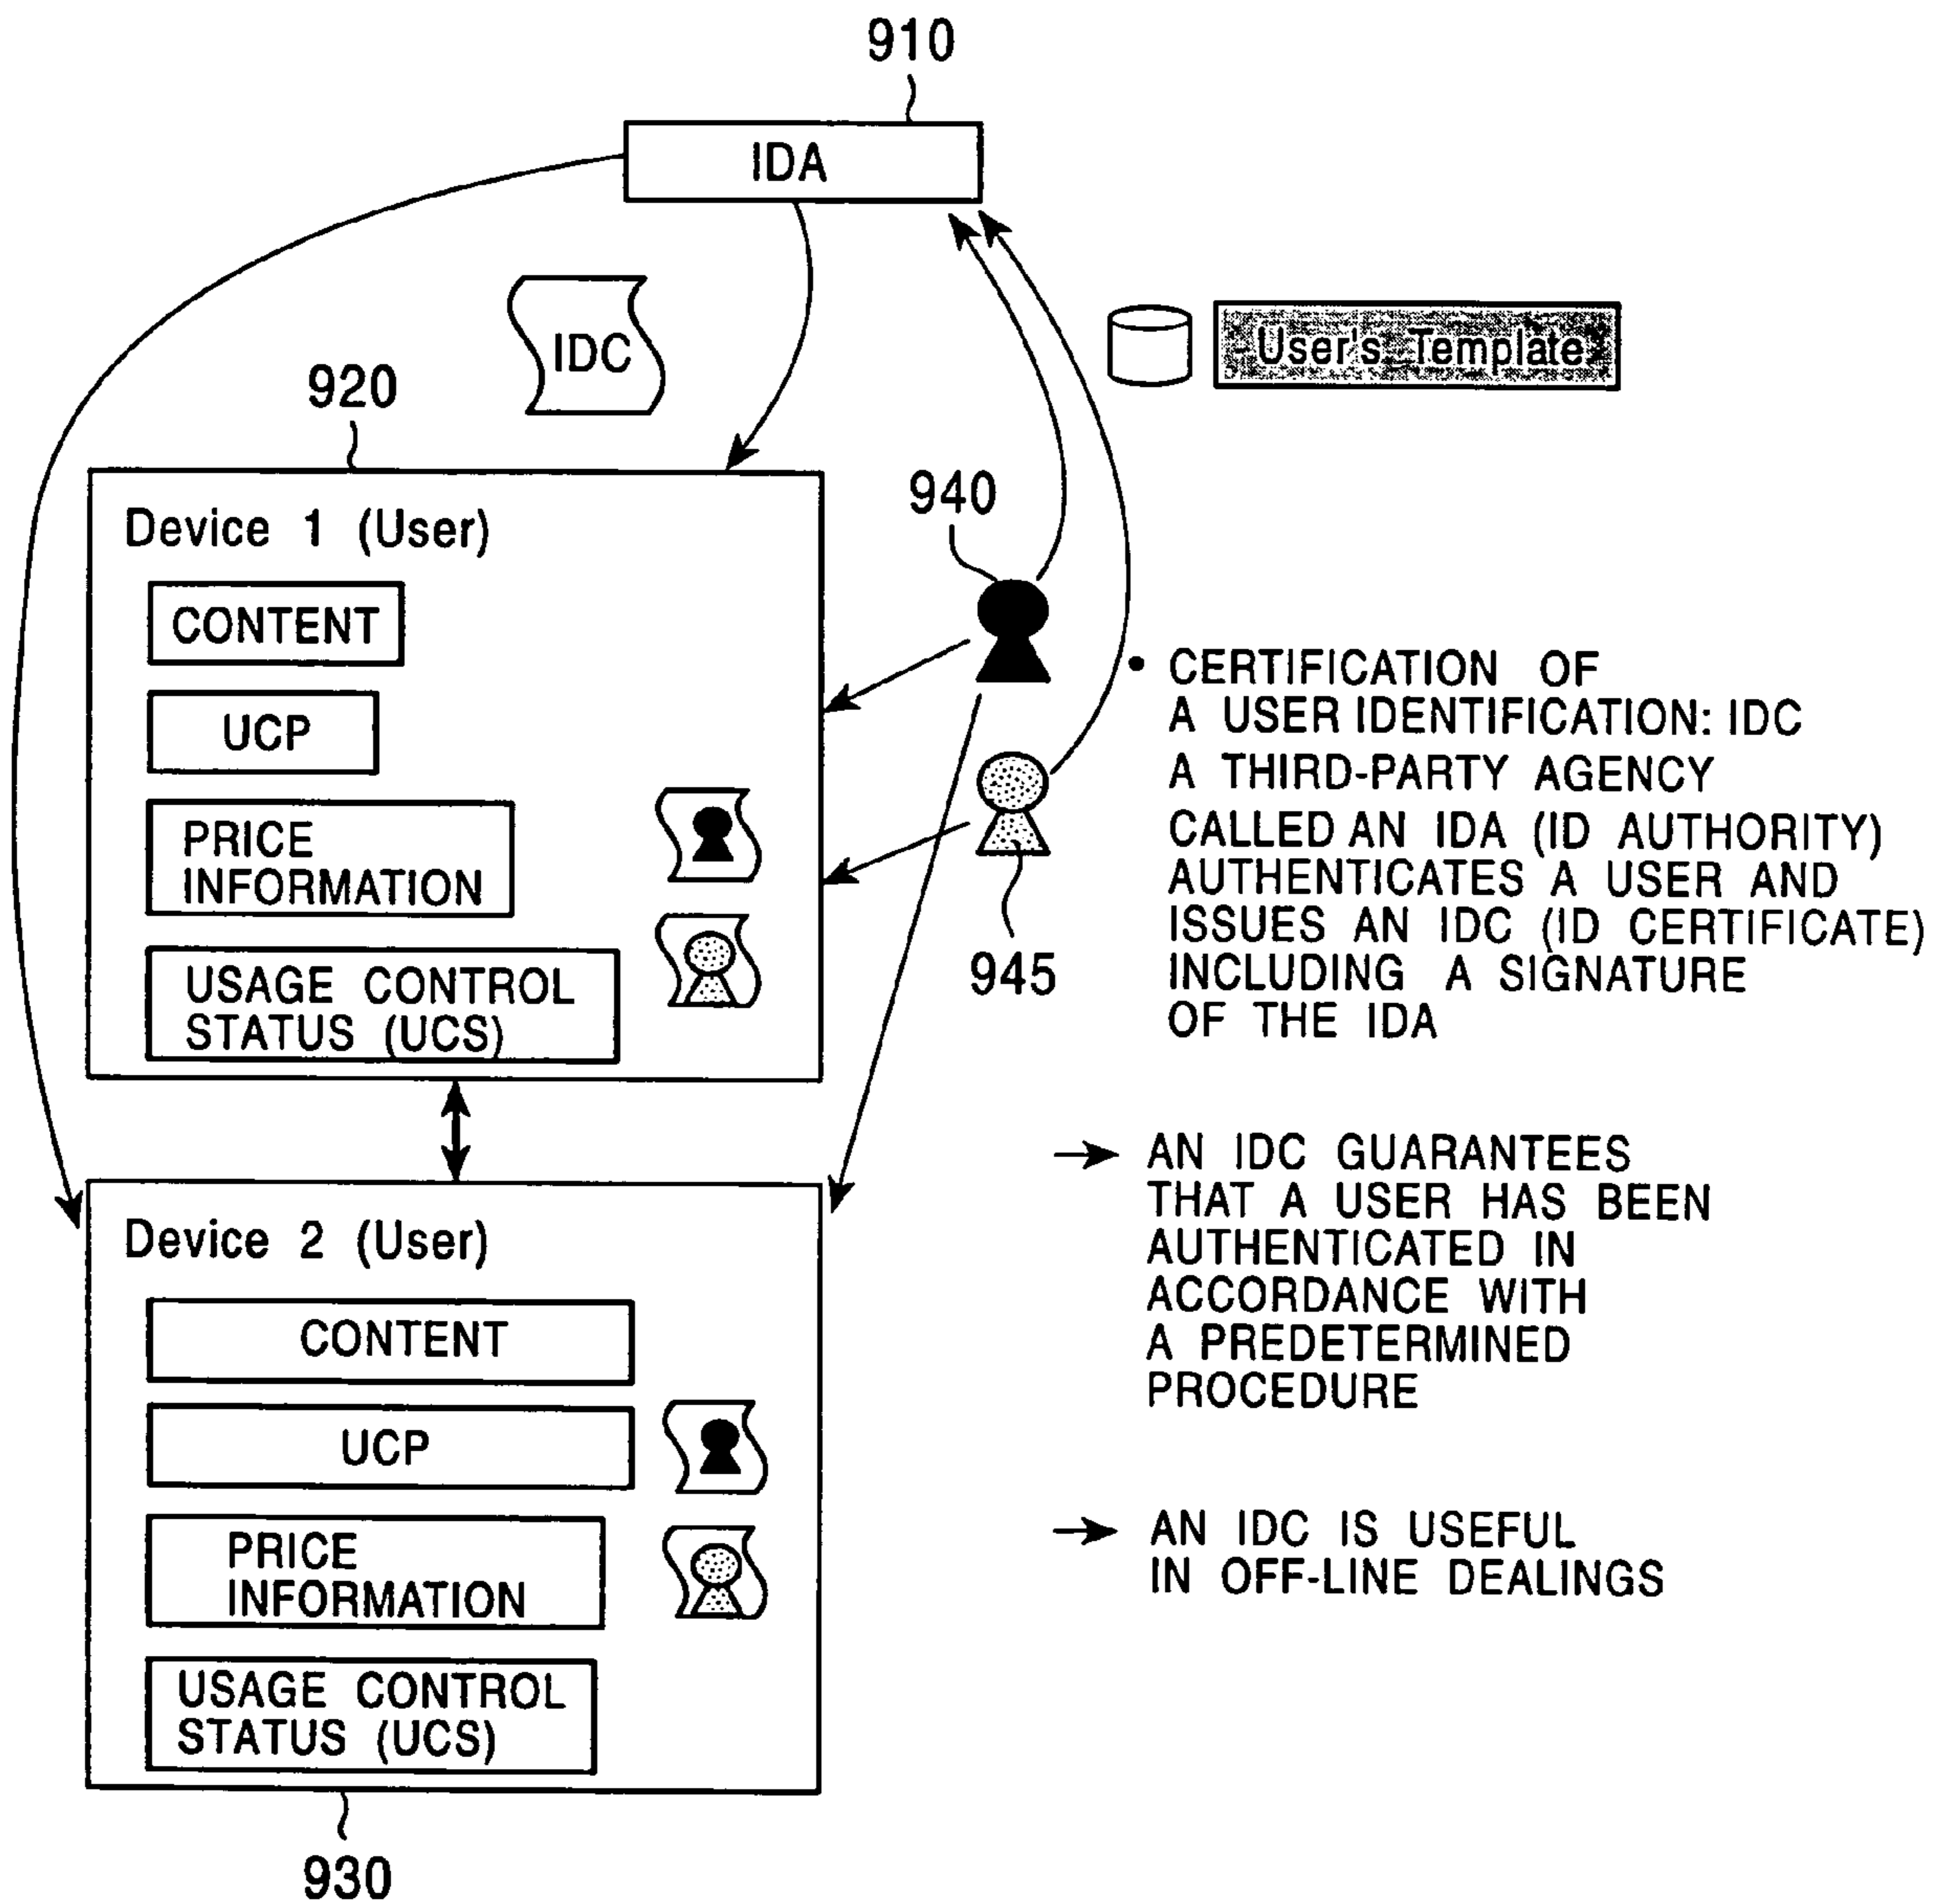 910
IDA
IDC
User's Template
920
940
Device 1 (User)
CONTENT
UCP
PRICE
INFORMATION
USAGE CONTROL
STATUS (UCS)
945
• CERTIFICATION OF
A USER IDENTIFICATION: IDC
A THIRD-PARTY AGENCY
CALLED AN IDA (ID AUTHORITY)
AUTHENTICATES A USER AND
ISSUES AN IDC (ID CERTIFICATE)
INCLUDING A SIGNATURE
OF THE IDA
→ AN IDC GUARANTEES
THAT A USER HAS BEEN
AUTHENTICATED IN
ACCORDANCE WITH
A PREDETERMINED
PROCEDURE
→ AN IDC IS USEFUL
IN OFF-LINE DEALINGS
Device 2 (User)
CONTENT
UCP
PRICE
INFORMATION
USAGE CONTROL
STATUS (UCS)
930